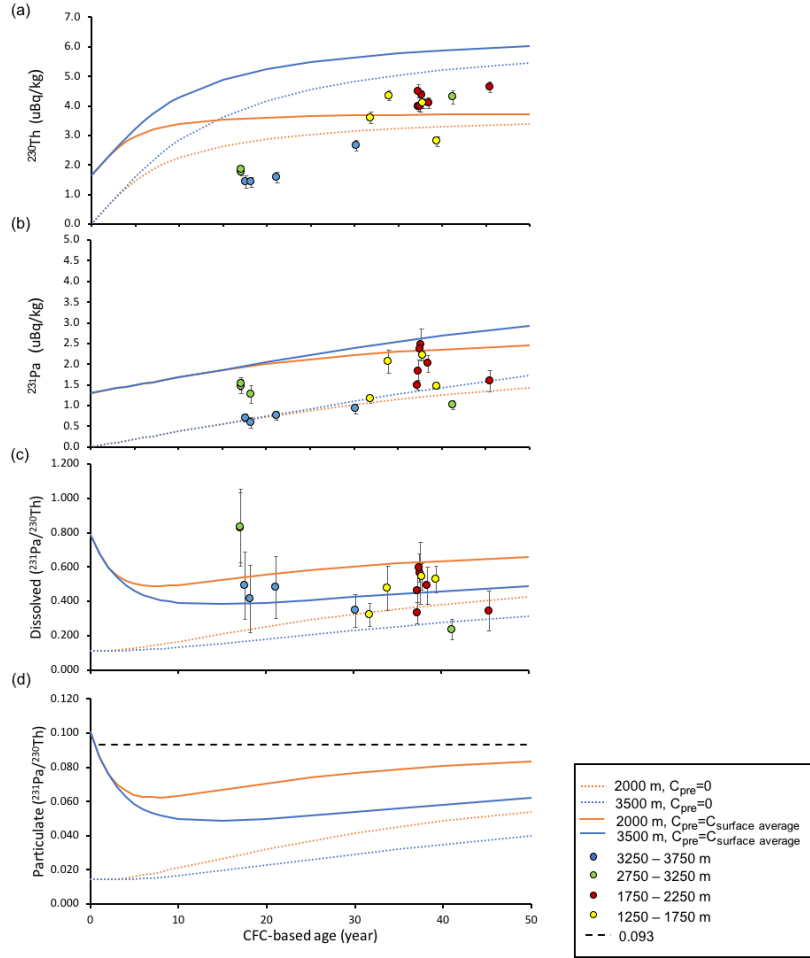 (a)
7.0
6.0
5.0
4.0
3.0
2.0
1.0
0.0
²³⁰Th (uBq/kg)
(b)
5.0
4.5
4.0
3.5
3.0
2.5
2.0
1.5
1.0
0.5
0.0
²³¹Pa (uBq/kg)
(c)
1.200
1.000
0.800
0.600
0.400
0.200
0.000
Dissolved (²³¹Pa/²³⁰Th)
(d)
0.120
0.100
0.080
0.060
0.040
0.020
0.000
Particulate (²³¹Pa/²³⁰Th)
0 10 20 30 40 50
CFC-based age (year)
2000 m, Cpre=0
3500 m, Cpre=0
2000 m, Cpre=Csurface average
3500 m, Cpre=Csurface average
3250 – 3750 m
2750 – 3250 m
1750 – 2250 m
1250 – 1750 m
0.093